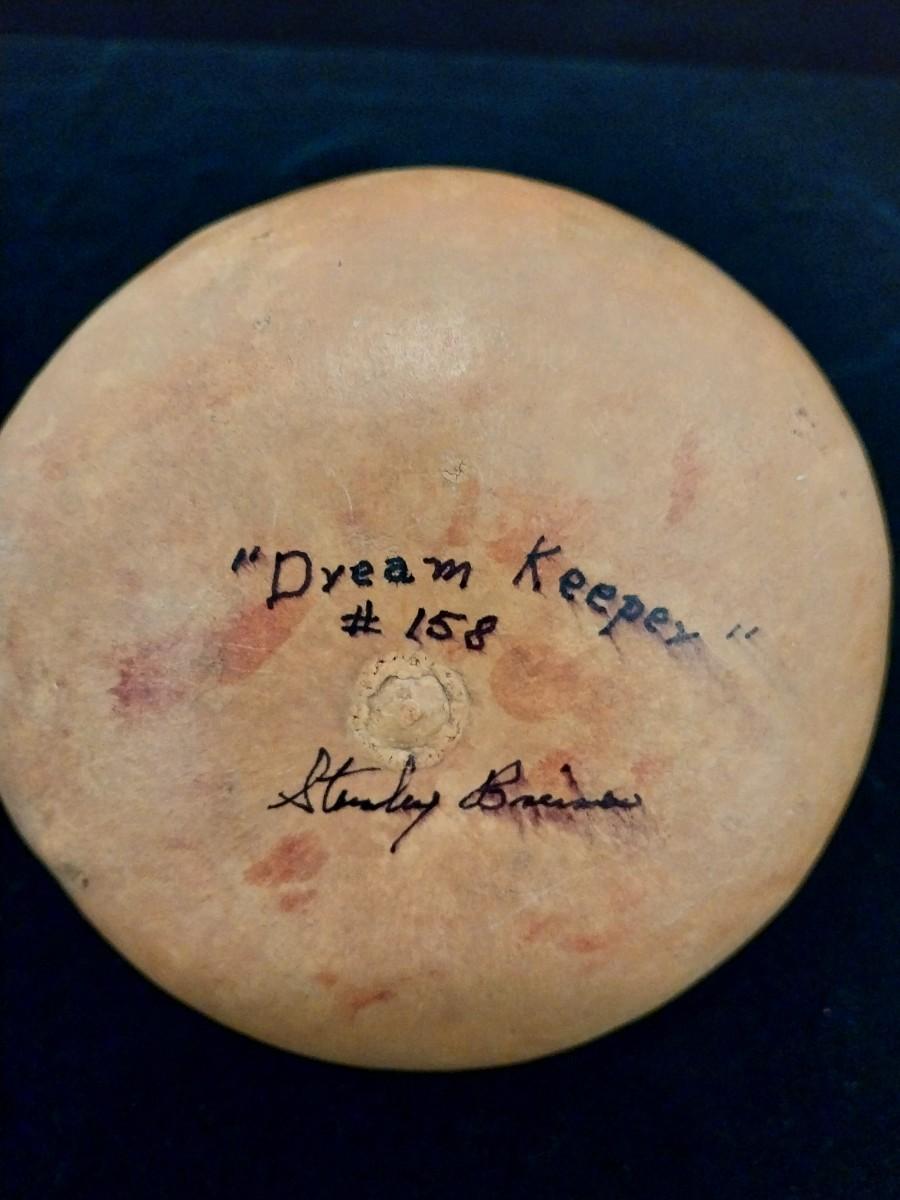 "Dream Keeper"
# 158
Stanley